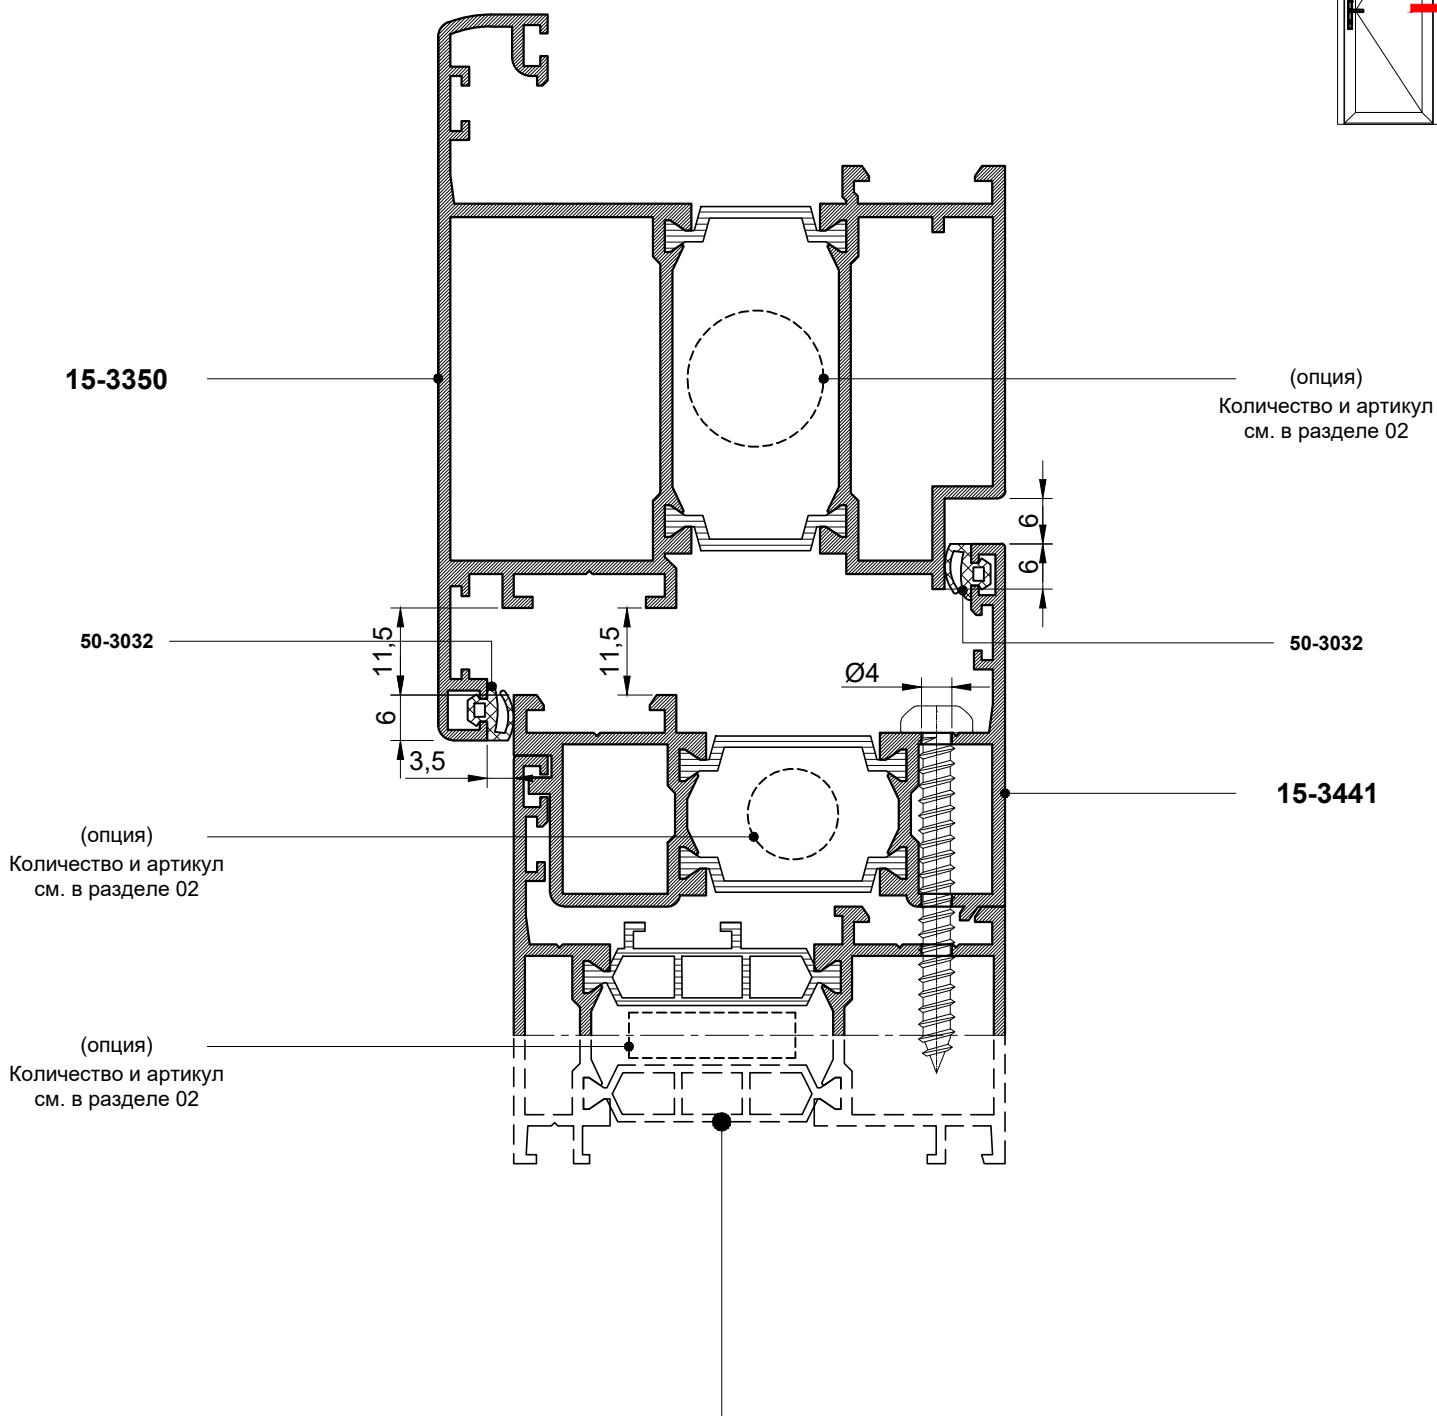 15-3350
(опция)
Количество и артикул
см. в разделе 02
6
6
50-3032
11,5
11,5
50-3032
Ø4
6
3,5
15-3441
(опция)
Количество и артикул
см. в разделе 02
(опция)
Количество и артикул
см. в разделе 02